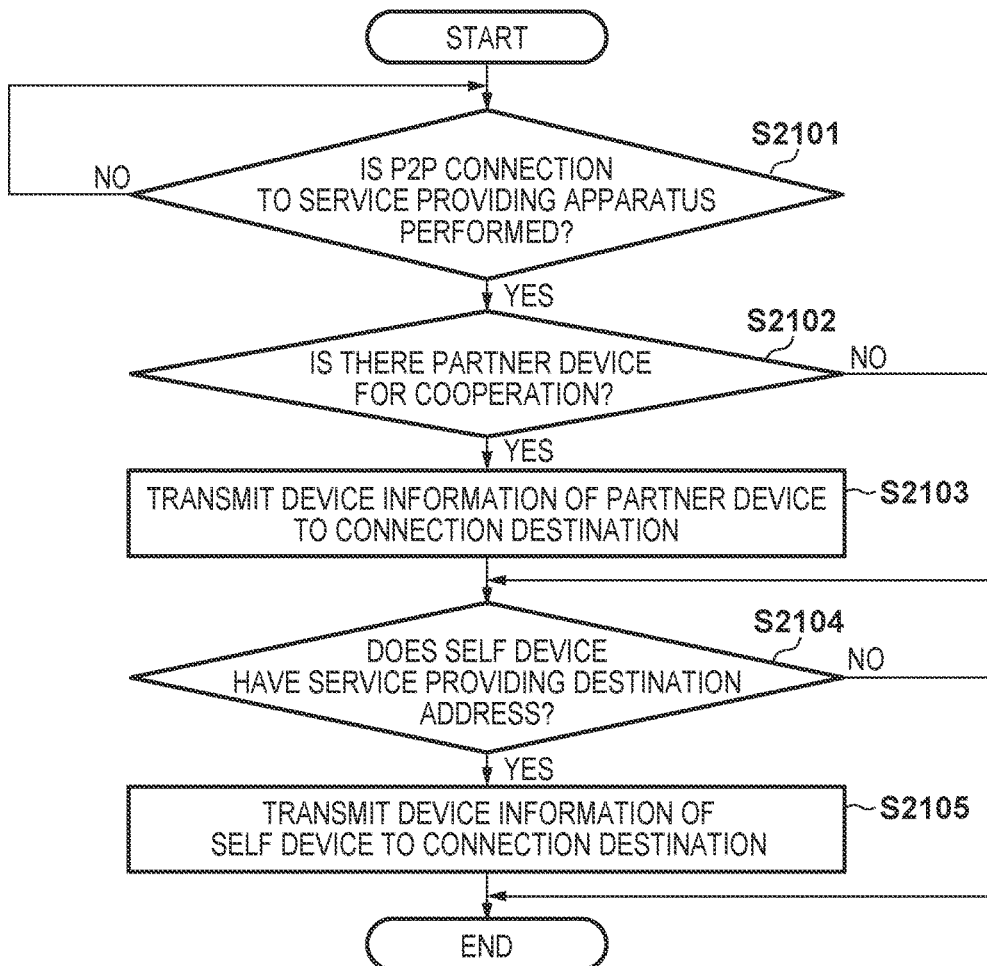 START
S2101
IS P2P CONNECTION
TO SERVICE PROVIDING APPARATUS
PERFORMED?
NO
YES
S2102
IS THERE PARTNER DEVICE
FOR COOPERATION?
NO
YES
TRANSMIT DEVICE INFORMATION OF PARTNER DEVICE
TO CONNECTION DESTINATION
S2103
S2104
DOES SELF DEVICE
HAVE SERVICE PROVIDING DESTINATION
ADDRESS?
NO
YES
TRANSMIT DEVICE INFORMATION OF
SELF DEVICE TO CONNECTION DESTINATION
S2105
END